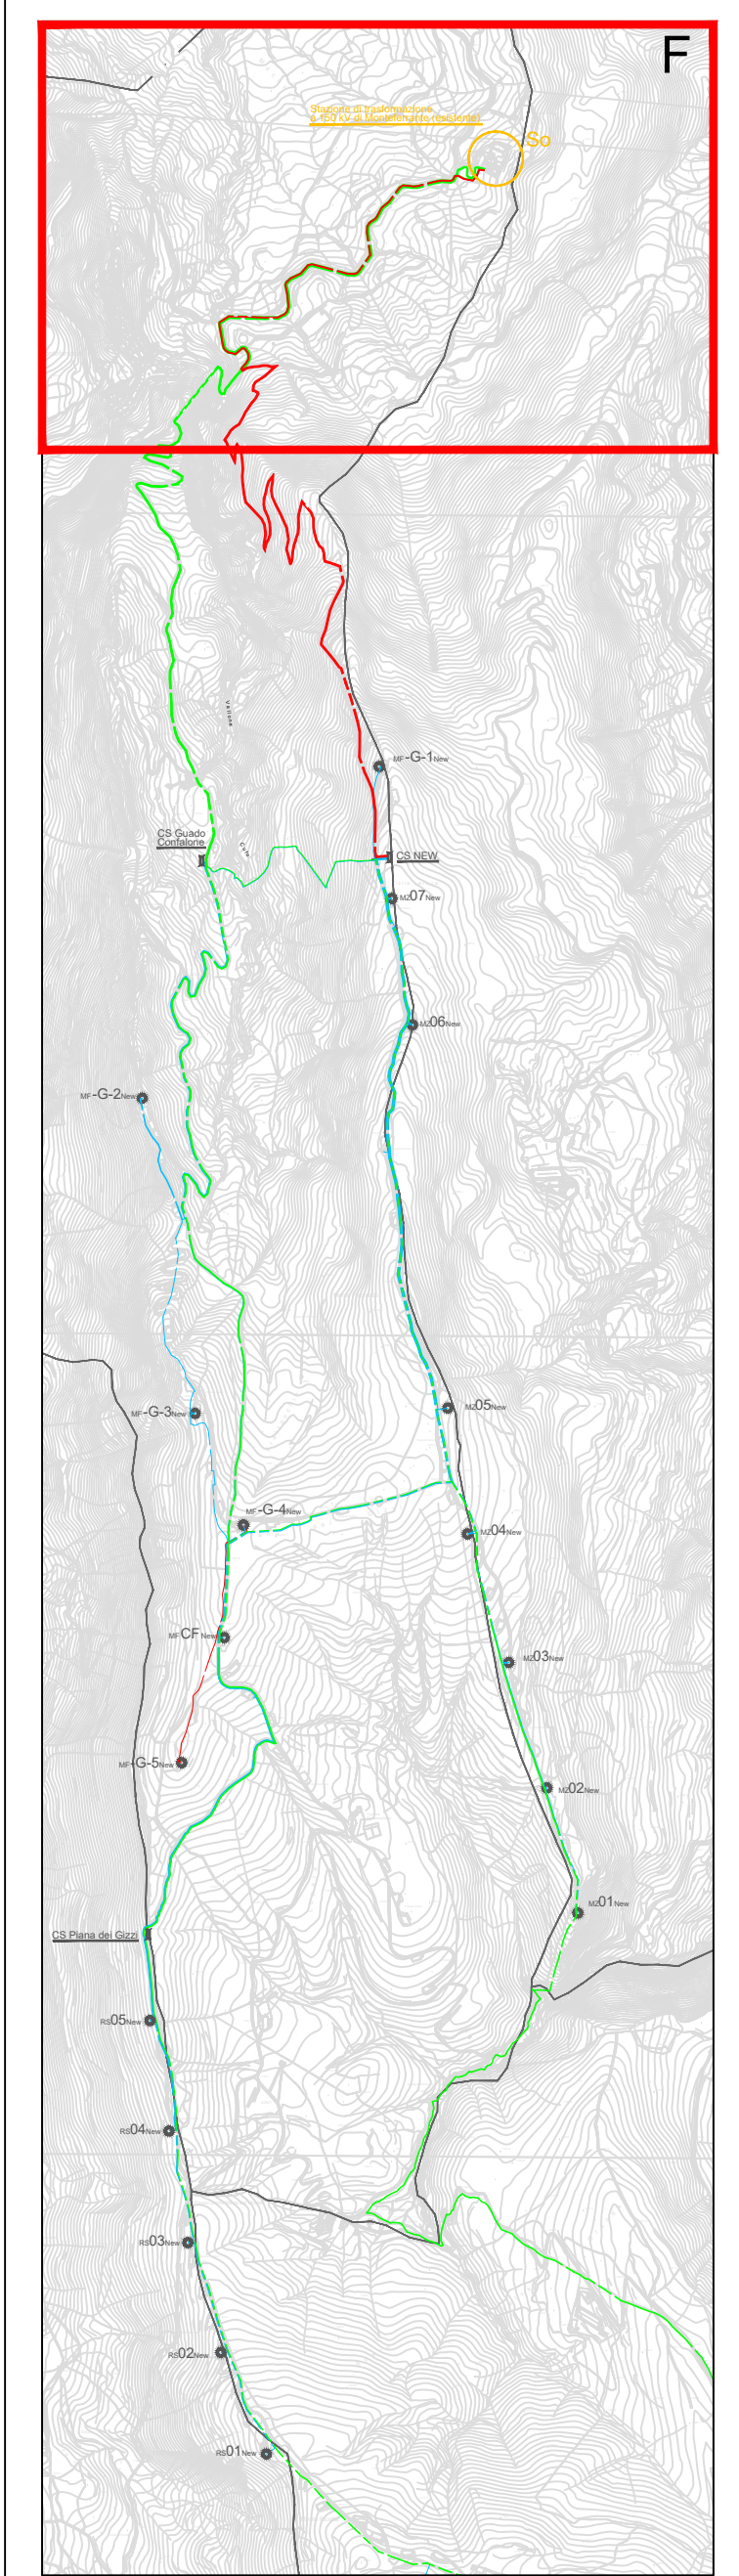 F
Stazione di trasformazione
a 150 kV di Monteferrante (esistente)
So
Vallone
MF-G-1New
CS Guado
Confalone
CS NEW
MZ07New
MZ06New
MF-G-2New
MZ05New
MF-G-3New
MF-G-4New
MZ04New
MFCFNew
MZ03New
MF-G-5New
MZ02New
MZ01New
CS Piana dei Gizzi
RS05New
RS04New
RS03New
RS02New
RS01New